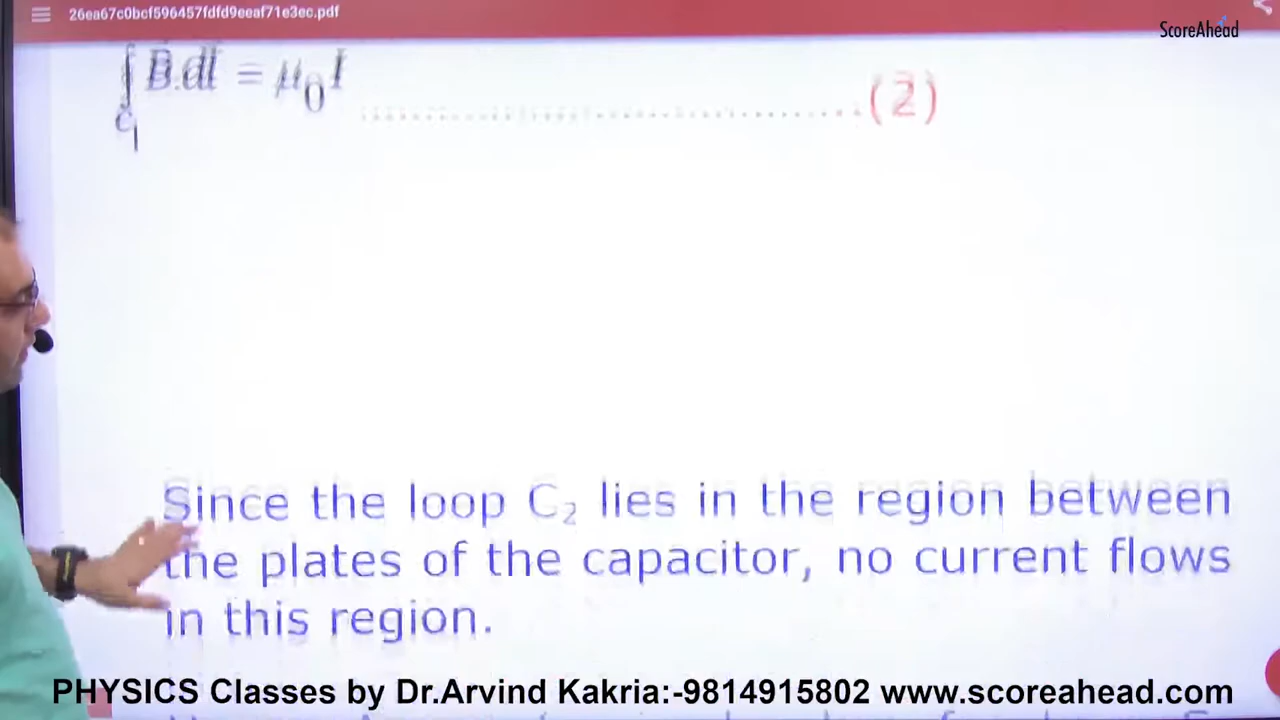 26ea67c0bcf596457fdfd9eeaf71e3ec.pdf
ScoreAhead
∮ B.dl = μ0 I ................................(2)
C1
Since the loop C2 lies in the region between
the plates of the capacitor, no current flows
in this region.
PHYSICS Classes by Dr.Arvind Kakria:-9814915802 www.scoreahead.com